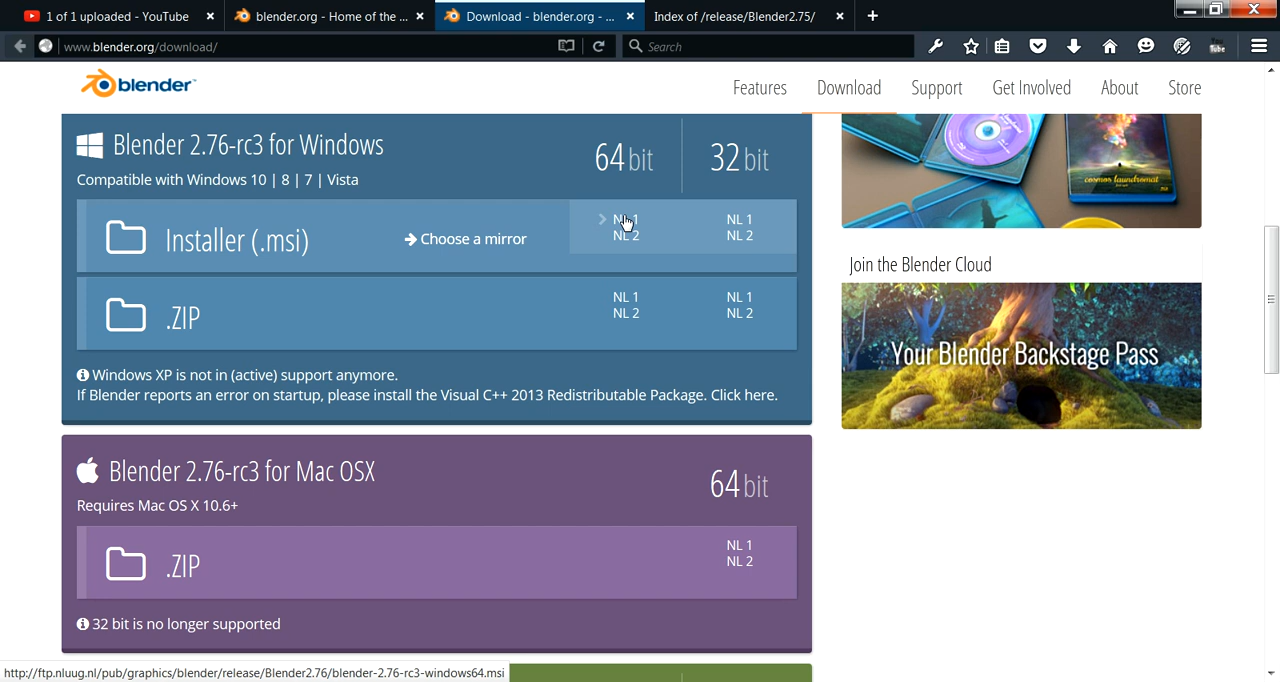 1 of 1 uploaded - YouTube × blender.org - Home of the ... × Download - blender.org - ... × Index of /release/Blender2.75/ × +
www.blender.org/download/ Search You Tube
blender Features Download Support Get Involved About Store
Blender 2.76-rc3 for Windows 64 bit 32 bit
Compatible with Windows 10 | 8 | 7 | Vista
Installer (.msi) → Choose a mirror
NL 1 NL 1
NL 2 NL 2
.ZIP
NL 1 NL 1
NL 2 NL 2
Windows XP is not in (active) support anymore.
If Blender reports an error on startup, please install the Visual C++ 2013 Redistributable Package. Click here.
Blender 2.76-rc3 for Mac OSX 64 bit
Requires Mac OS X 10.6+
.ZIP
NL 1
NL 2
32 bit is no longer supported
cosmos laundromat
Join the Blender Cloud
Your Blender Backstage Pass
http://ftp.nluug.nl/pub/graphics/blender/release/Blender2.76/blender-2.76-rc3-windows64.msi